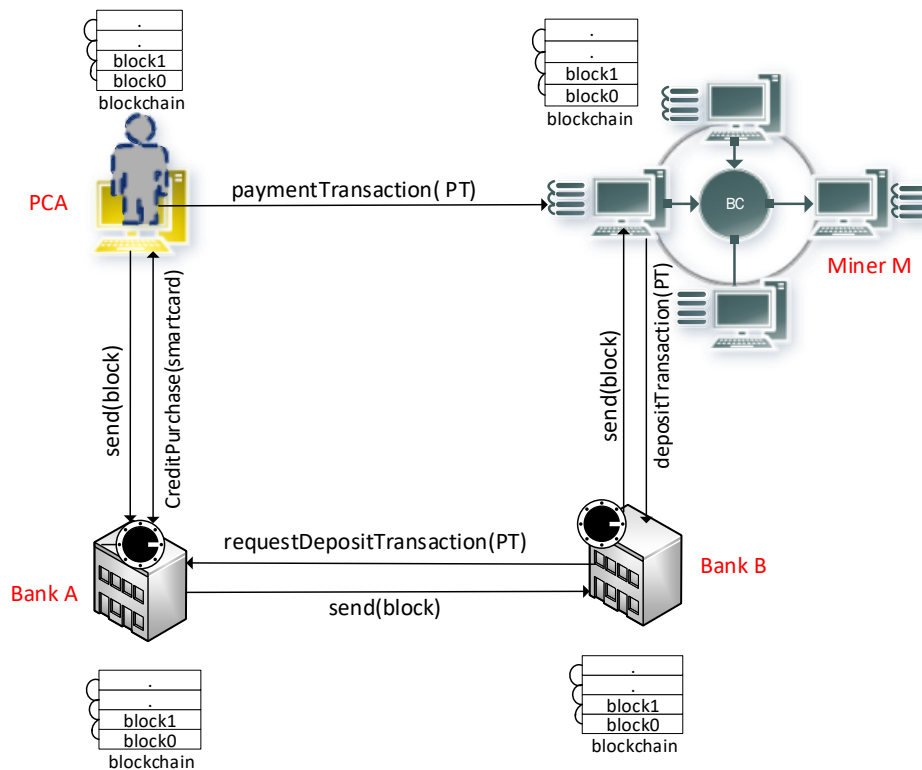 .
.
block1
block0
blockchain
.
.
block1
block0
blockchain
PCA
paymentTransaction( PT)
BC
Miner M
send(block)
CreditPurchase(smartcard)
send(block)
depositTransaction(PT)
requestDepositTransaction(PT)
Bank A
Bank B
send(block)
.
.
block1
block0
blockchain
.
.
block1
block0
blockchain